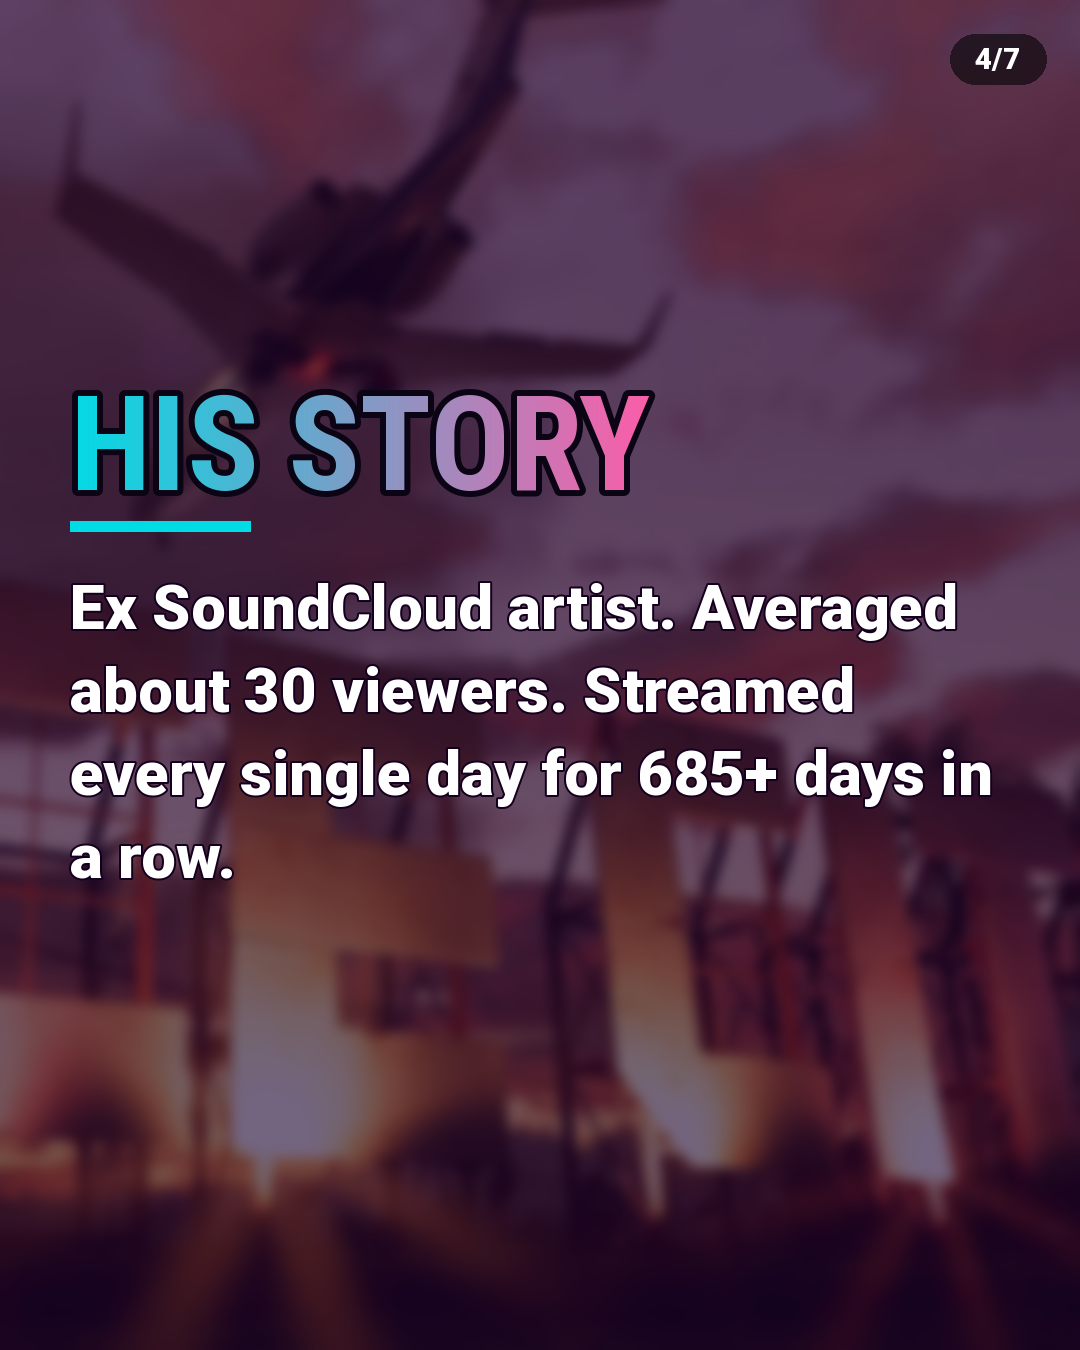 4/7
HIS STORY
Ex SoundCloud artist. Averaged
about 30 viewers. Streamed
every single day for 685+ days in
a row.